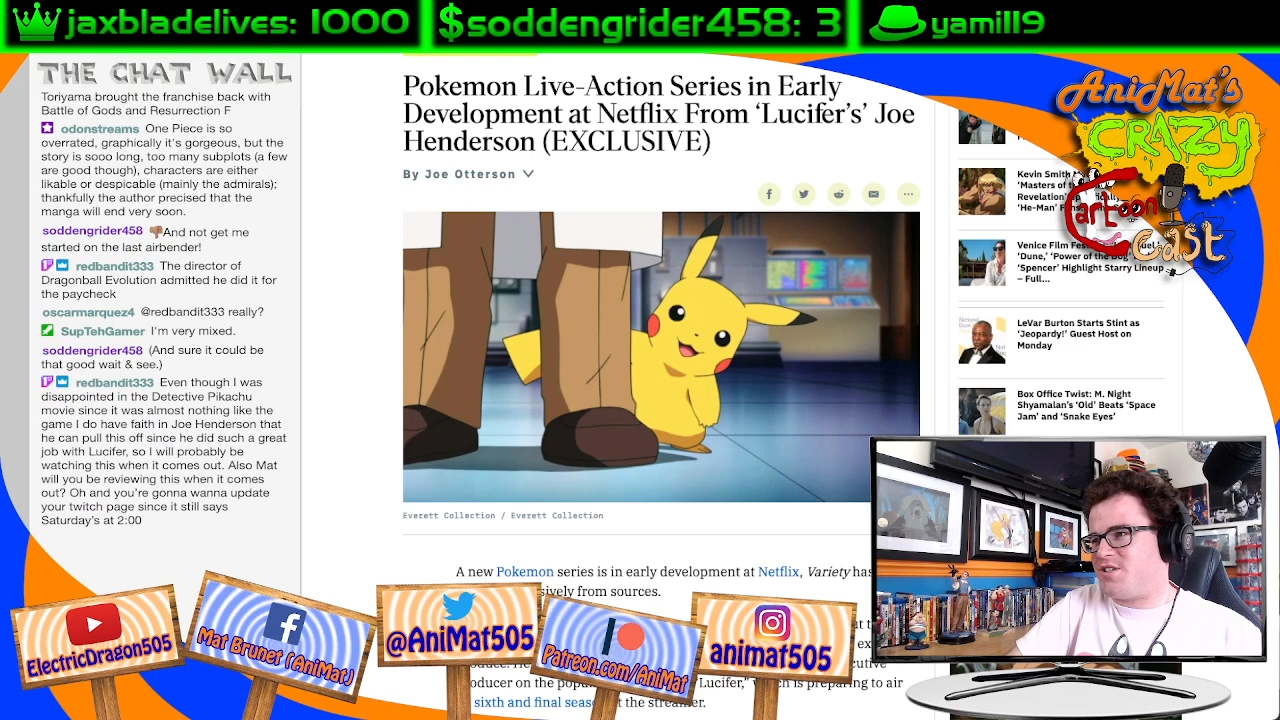 jaxbladelives: 1000
$soddengrider458: 3
yamill9
THE CHAT WALL
Toriyama brought the franchise back with
Battle of Gods and Resurrection F
odonstreams One Piece is so
overrated, graphically it's gorgeous, but the
story is sooo long, too many subplots (a few
are good though), characters are either
likable or despicable (mainly the admirals);
thankfully the author precised that the
manga will end very soon.
soddengrider458 And not get me
started on the last airbender!
redbandit333 The director of
Dragonball Evolution admitted he did it for
the paycheck
oscarmarquez4 @redbandit333 really?
SupTehGamer I'm very mixed.
soddengrider458 (And sure it could be
that good wait & see.)
redbandit333 Even though I was
disappointed in the Detective Pikachu
movie since it was almost nothing like the
game I do have faith in Joe Henderson that
he can pull this off since he did such a great
job with Lucifer, so I will probably be
watching this when it comes out. Also Mat
will you be reviewing this when it comes
out? Oh and you're gonna wanna update
your twitch page since it still says
Saturday's at 2:00
Pokemon Live-Action Series in Early
Development at Netflix From 'Lucifer's' Joe
Henderson (EXCLUSIVE)
By Joe Otterson
Everett Collection / Everett Collection
A new Pokemon series is in early development at Netflix, Variety has
sively from sources.
Lucifer," which is preparing to air
sixth and final seas t the streamer.
AniMat's
CRAZY
Cartoon
Cast
Kevin Smith
'Masters of
Revelation'
'He-Man'
Venice Film
'Dune,' 'Power of the Dog'
'Spencer' Highlight Starry Lineup
– Full...
LeVar Burton Starts Stint as
'Jeopardy!' Guest Host on
Monday
Box Office Twist: M. Night
Shyamalan's 'Old' Beats 'Space
Jam' and 'Snake Eyes'
ElectricDragon505
Mat Brunet (AniMat)
@AniMat505
Patreon.com/AniMat
animat505